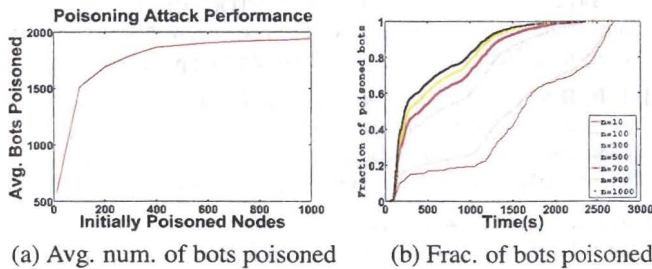 Poisoning Attack Performance
Avg. Bots Poisoned
2000
1500
1000
500
0 200 400 600 800 1000
Initially Poisoned Nodes
(a) Avg. num. of bots poisoned
Fraction of poisoned bots
1
0.8
0.6
0.4
0.2
0
0 500 1000 1500 2000 2500 3000
Time(s)
n=10
n=100
n=300
n=500
n=700
n=900
n=1000
(b) Frac. of bots poisoned